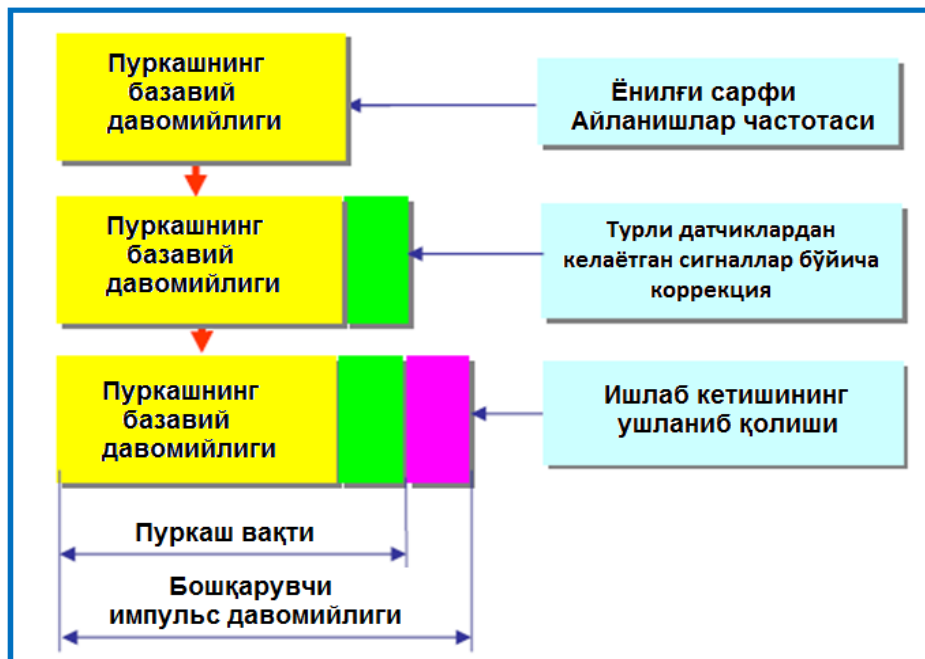 Пуркашнинг
базавий
давомийлиги
Ёнилғи сарфи
Айланишлар частотаси
Пуркашнинг
базавий
давомийлиги
Турли датчиклардан
келаётган сигналлар бўйича
коррекция
Пуркашнинг
базавий
давомийлиги
Ишлаб кетишининг
ушланиб қолиши
Пуркаш вақти
Бошқарувчи
импульс давомийлиги